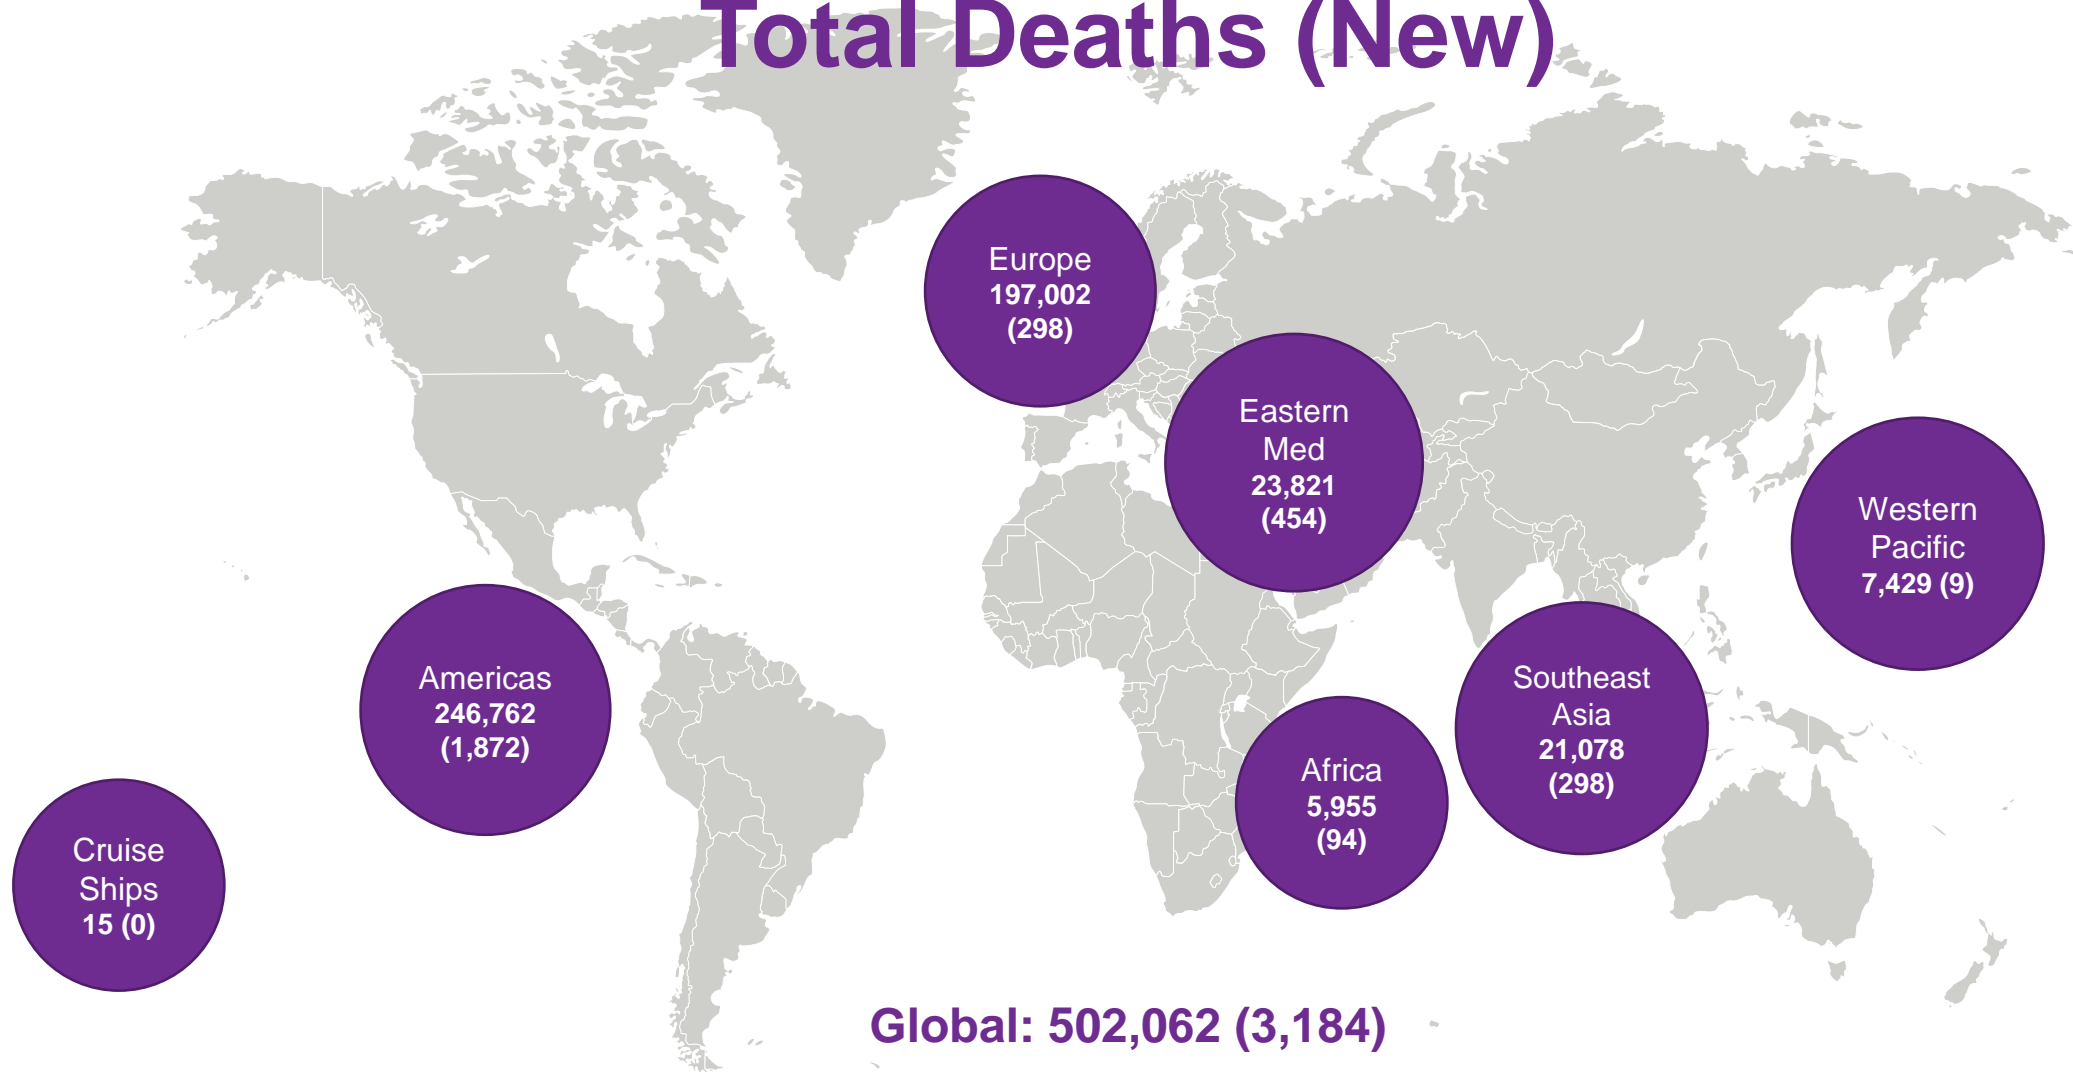 Total Deaths (New)
Europe
197,002
(298)
Eastern
Med
23,821
(454)
Western
Pacific
7,429 (9)
Americas
246,762
(1,872)
Southeast
Asia
21,078
(298)
Africa
5,955
(94)
Cruise
Ships
15 (0)
Global: 502,062 (3,184)